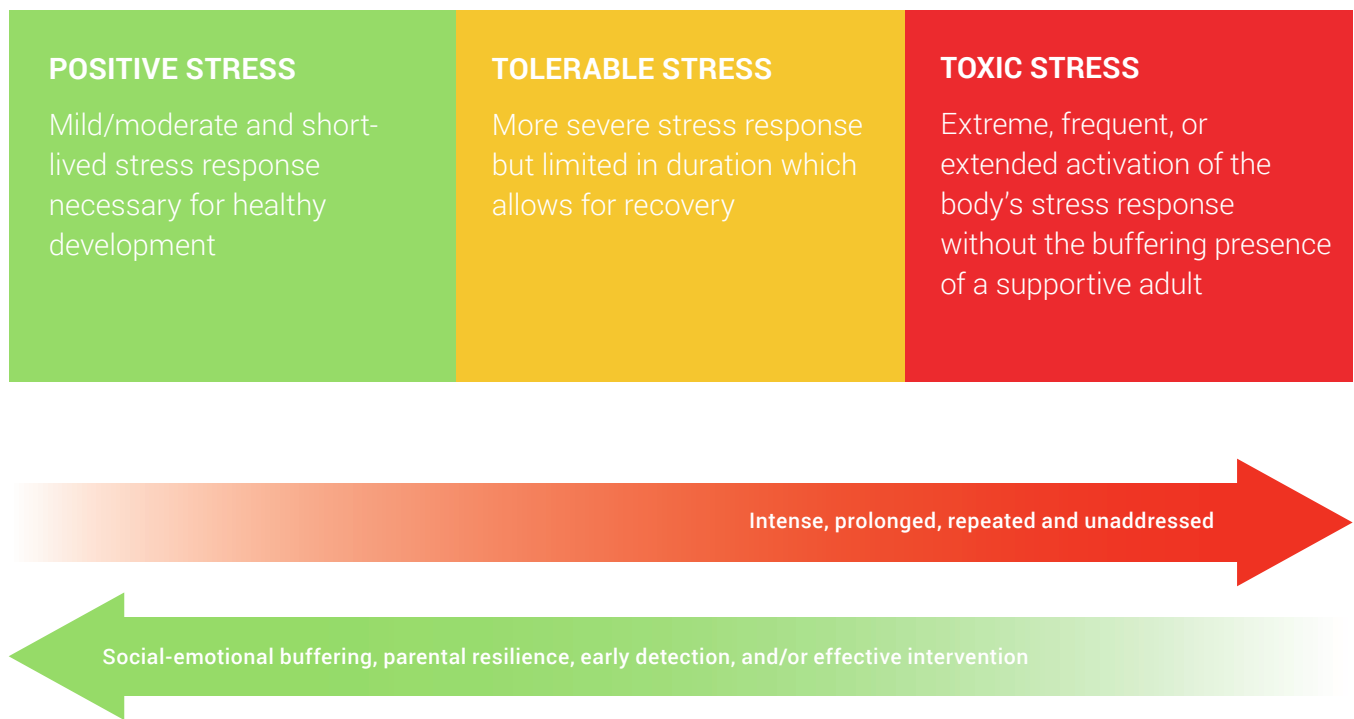 POSITIVE STRESS
Mild/moderate and short-
lived stress response
necessary for healthy
development
TOLERABLE STRESS
More severe stress response
but limited in duration which
allows for recovery
TOXIC STRESS
Extreme, frequent, or
extended activation of the
body’s stress response
without the buffering presence
of a supportive adult
Intense, prolonged, repeated and unaddressed
Social-emotional buffering, parental resilience, early detection, and/or effective intervention